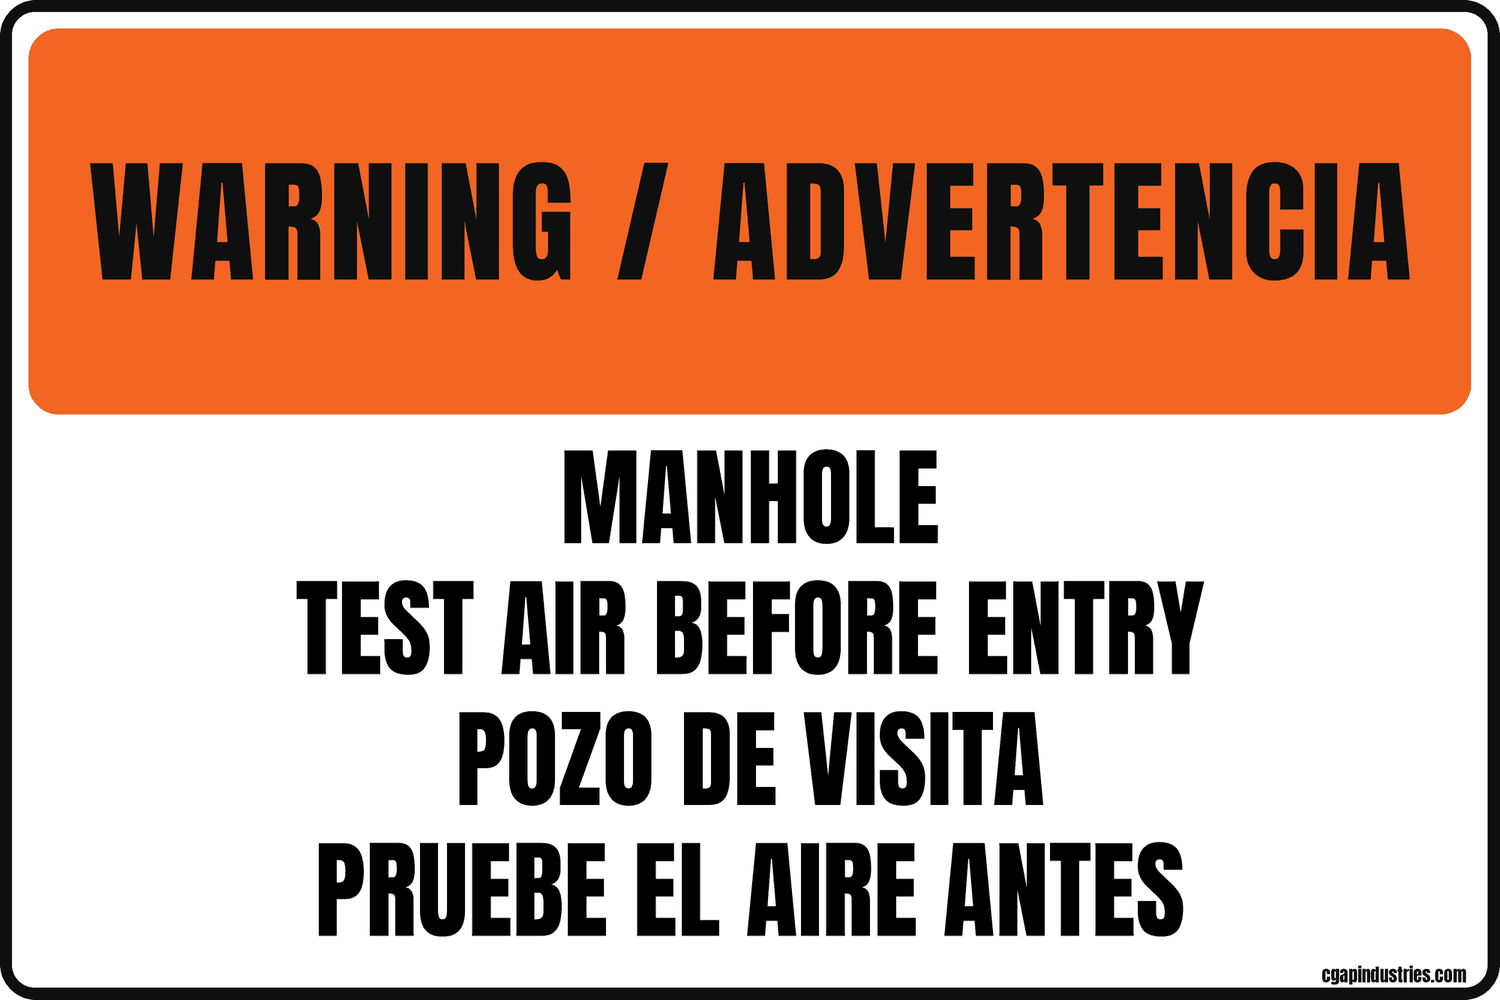 WARNING / ADVERTENCIA
MANHOLE
TEST AIR BEFORE ENTRY
POZO DE VISITA
PRUEBE EL AIRE ANTES
cgapindustries.com